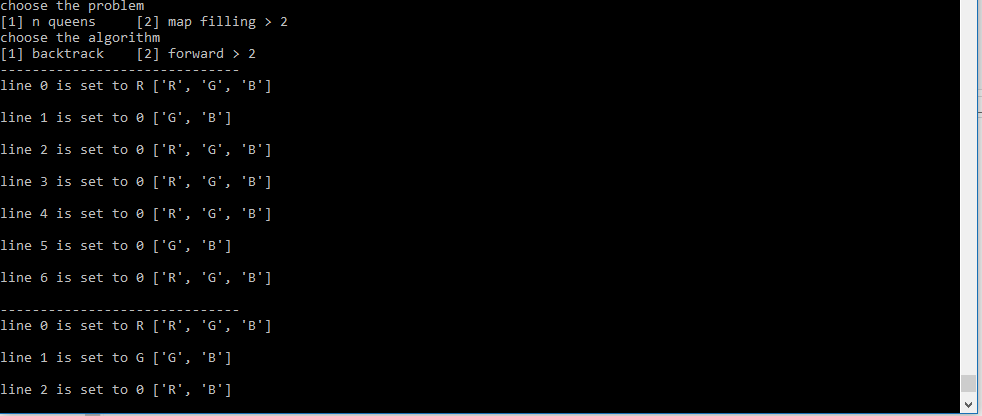 choose the problem
[1] n queens     [2] map filling > 2
choose the algorithm
[1] backtrack    [2] forward > 2
------------------------------
line 0 is set to R ['R', 'G', 'B']
line 1 is set to 0 ['G', 'B']
line 2 is set to 0 ['R', 'G', 'B']
line 3 is set to 0 ['R', 'G', 'B']
line 4 is set to 0 ['R', 'G', 'B']
line 5 is set to 0 ['G', 'B']
line 6 is set to 0 ['R', 'G', 'B']
------------------------------
line 0 is set to R ['R', 'G', 'B']
line 1 is set to G ['G', 'B']
line 2 is set to 0 ['R', 'B']